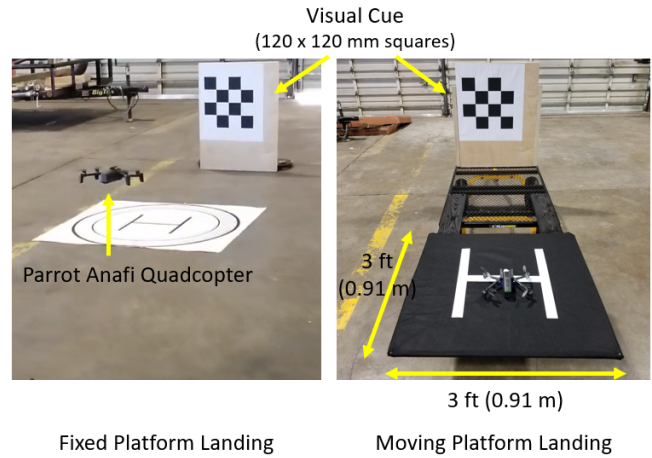 Visual Cue
(120 x 120 mm squares)
Parrot Anafi Quadcopter
H
3 ft
(0.91 m)
H
3 ft (0.91 m)
Fixed Platform Landing
Moving Platform Landing